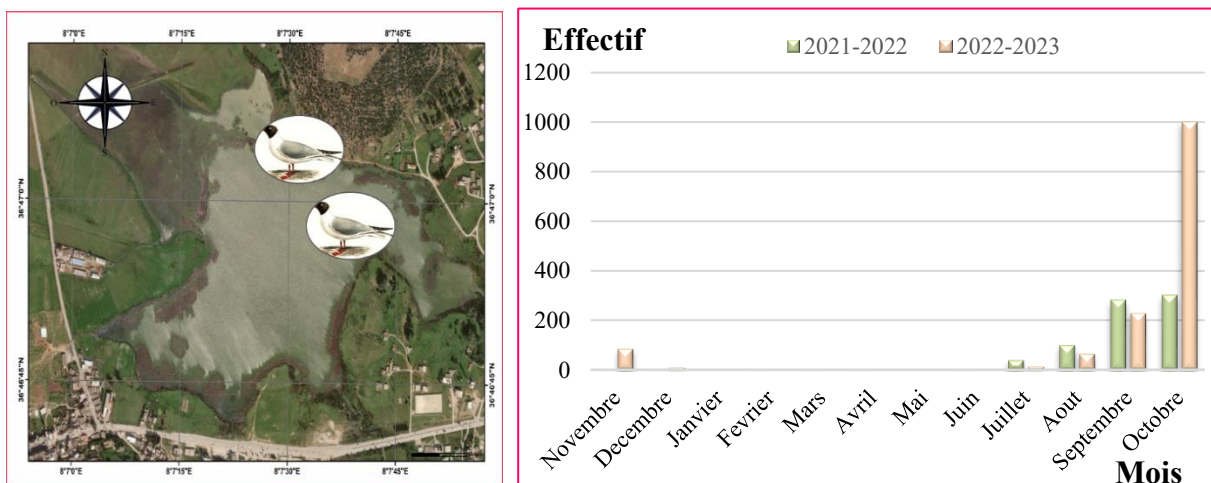 8°7'0"E 8°7'15"E 8°7'30"E 8°7'45"E
N
O E
S
36°47'0"N 36°47'0"N
36°46'45"N 36°46'45"N
8°7'0"E 8°7'15"E 8°7'30"E 8°7'45"E
Effectif
2021-2022 2022-2023
1200
1000
800
600
400
200
0
Novembre Decembre Janvier Fevrier Mars Avril Mai Juin Juillet Aout Septembre Octobre
Mois